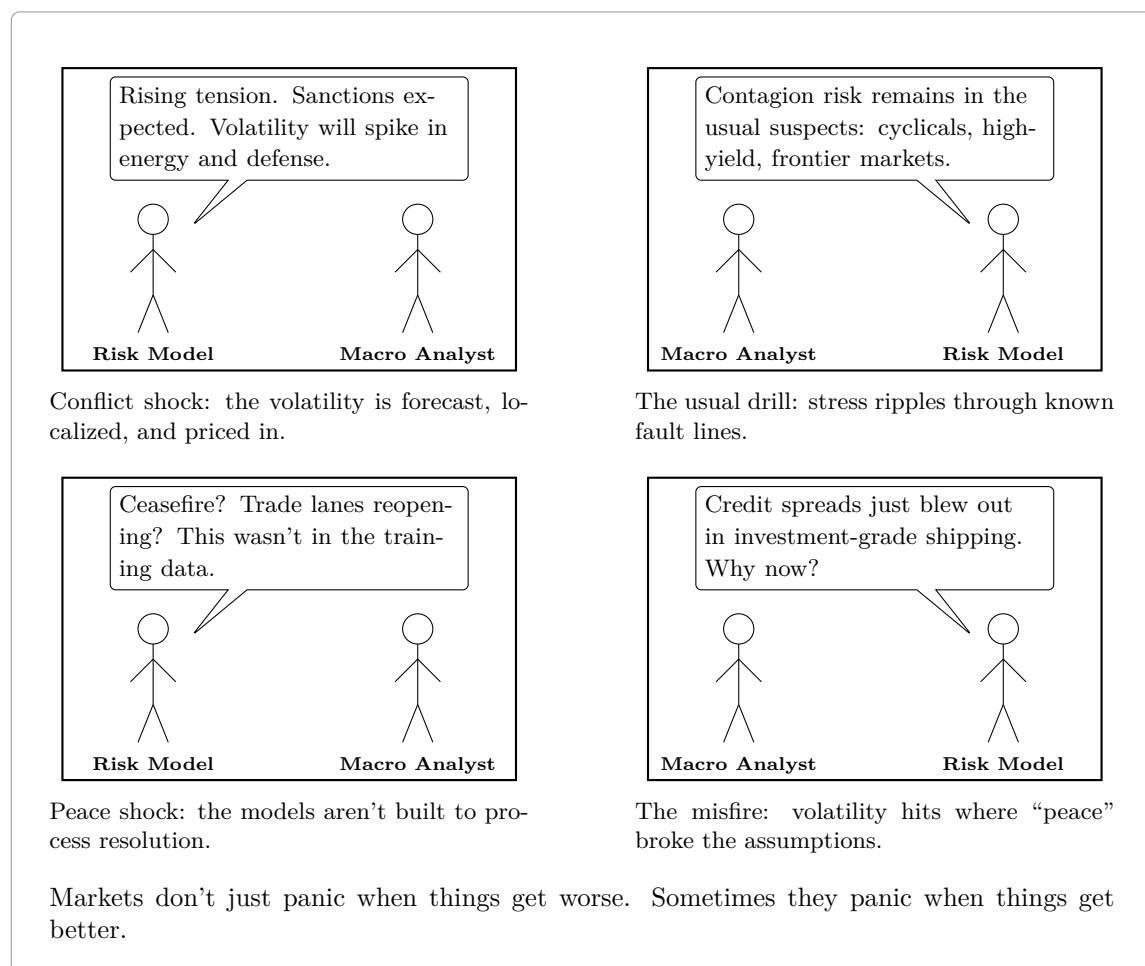 Rising tension. Sanctions ex-
pected. Volatility will spike in
energy and defense.
Risk Model
Macro Analyst
Conflict shock: the volatility is forecast, lo-
calized, and priced in.
Contagion risk remains in the
usual suspects: cyclicals, high-
yield, frontier markets.
Macro Analyst
Risk Model
The usual drill: stress ripples through known
fault lines.
Ceasefire? Trade lanes reopen-
ing? This wasn't in the train-
ing data.
Risk Model
Macro Analyst
Peace shock: the models aren't built to pro-
cess resolution.
Credit spreads just blew out
in investment-grade shipping.
Why now?
Macro Analyst
Risk Model
The misfire: volatility hits where “peace”
broke the assumptions.
Markets don't just panic when things get worse. Sometimes they panic when things get
better.